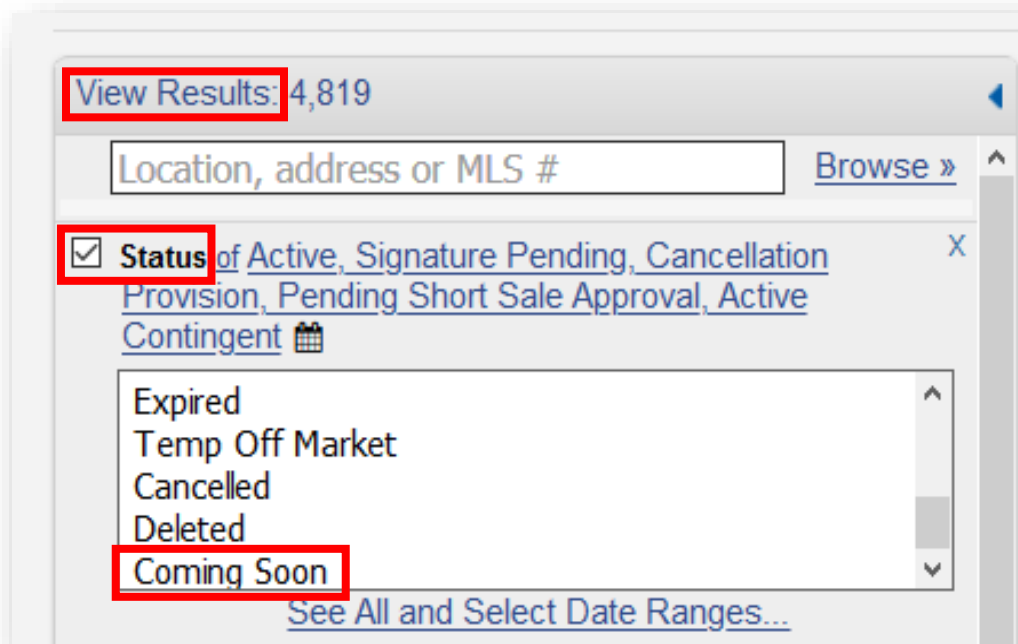 View Results: 4,819
Location, address or MLS # Browse »
Status of Active, Signature Pending, Cancellation X
Provision, Pending Short Sale Approval, Active
Contingent
Expired
Temp Off Market
Cancelled
Deleted
Coming Soon
See All and Select Date Ranges...